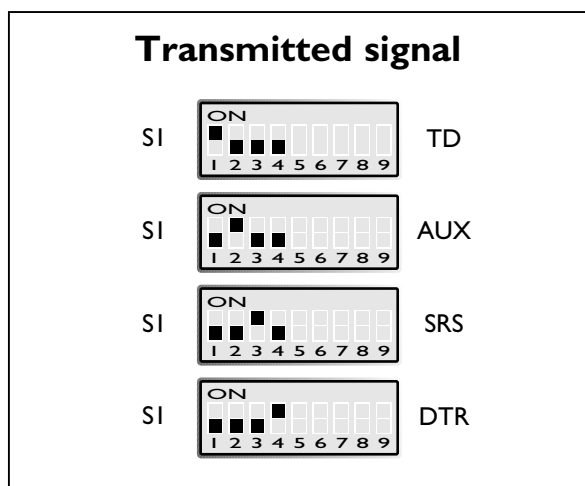 Transmitted signal
ON
S1 TD
1 2 3 4 5 6 7 8 9
ON
S1 AUX
1 2 3 4 5 6 7 8 9
ON
S1 SRS
1 2 3 4 5 6 7 8 9
ON
S1 DTR
1 2 3 4 5 6 7 8 9